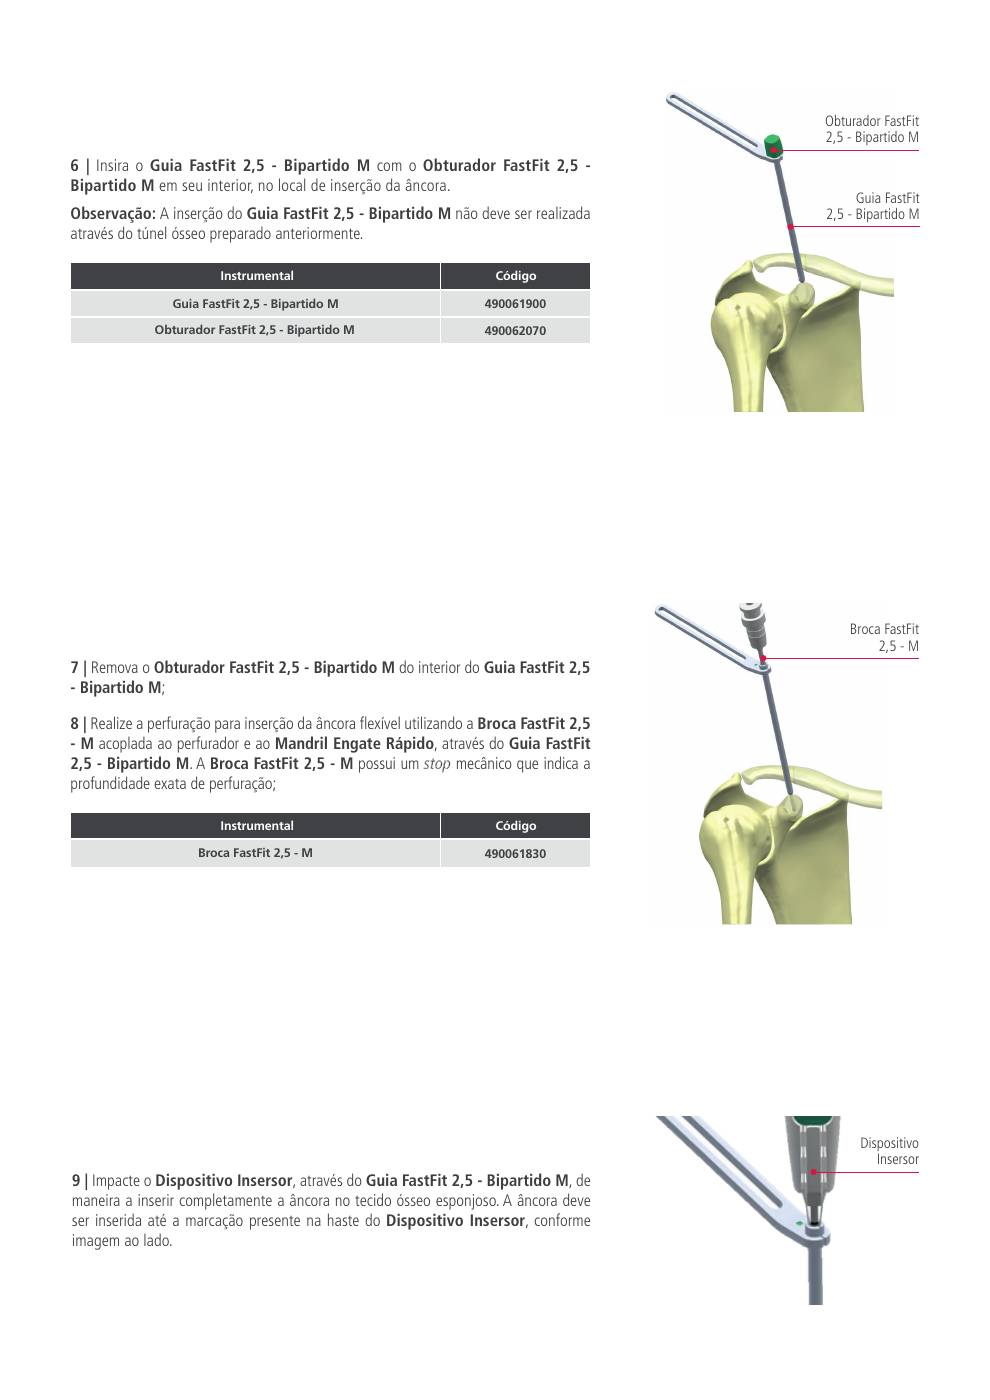 Obturador FastFit
2,5 - Bipartido M
6 | Insira o Guia FastFit 2,5 - Bipartido M com o Obturador FastFit 2,5 -
Bipartido M em seu interior, no local de inserção da âncora.
Guia FastFit
2,5 - Bipartido M
Observação: A inserção do Guia FastFit 2,5 - Bipartido M não deve ser realizada
através do túnel ósseo preparado anteriormente.
Instrumental Código
Guia FastFit 2,5 - Bipartido M 490061900
Obturador FastFit 2,5 - Bipartido M 490062070
Broca FastFit
2,5 - M
7 | Remova o Obturador FastFit 2,5 - Bipartido M do interior do Guia FastFit 2,5
- Bipartido M;
8 | Realize a perfuração para inserção da âncora flexível utilizando a Broca FastFit 2,5
- M acoplada ao perfurador e ao Mandril Engate Rápido, através do Guia FastFit
2,5 - Bipartido M. A Broca FastFit 2,5 - M possui um stop mecânico que indica a
profundidade exata de perfuração;
Instrumental Código
Broca FastFit 2,5 - M 490061830
Dispositivo
Insersor
9 | Impacte o Dispositivo Insersor, através do Guia FastFit 2,5 - Bipartido M, de
maneira a inserir completamente a âncora no tecido ósseo esponjoso. A âncora deve
ser inserida até a marcação presente na haste do Dispositivo Insersor, conforme
imagem ao lado.